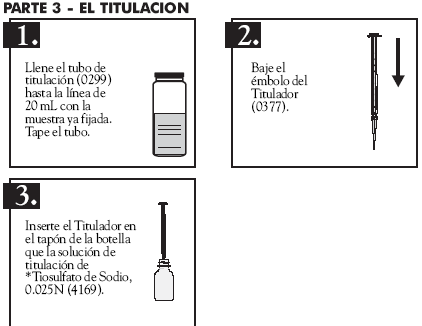 PARTE 3 - EL TITULACION
1.
Llene el tubo de
titulación (0299)
hasta la línea de
20 mL con la
muestra ya fijada.
Tape el tubo.
2.
Baje el
émbolo del
Titulador
(0377).
3.
Inserte el Titulador en
el tapón de la botella
que la solución de
titulación de
*Tiosulfato de Sodio,
0.025N (4169).